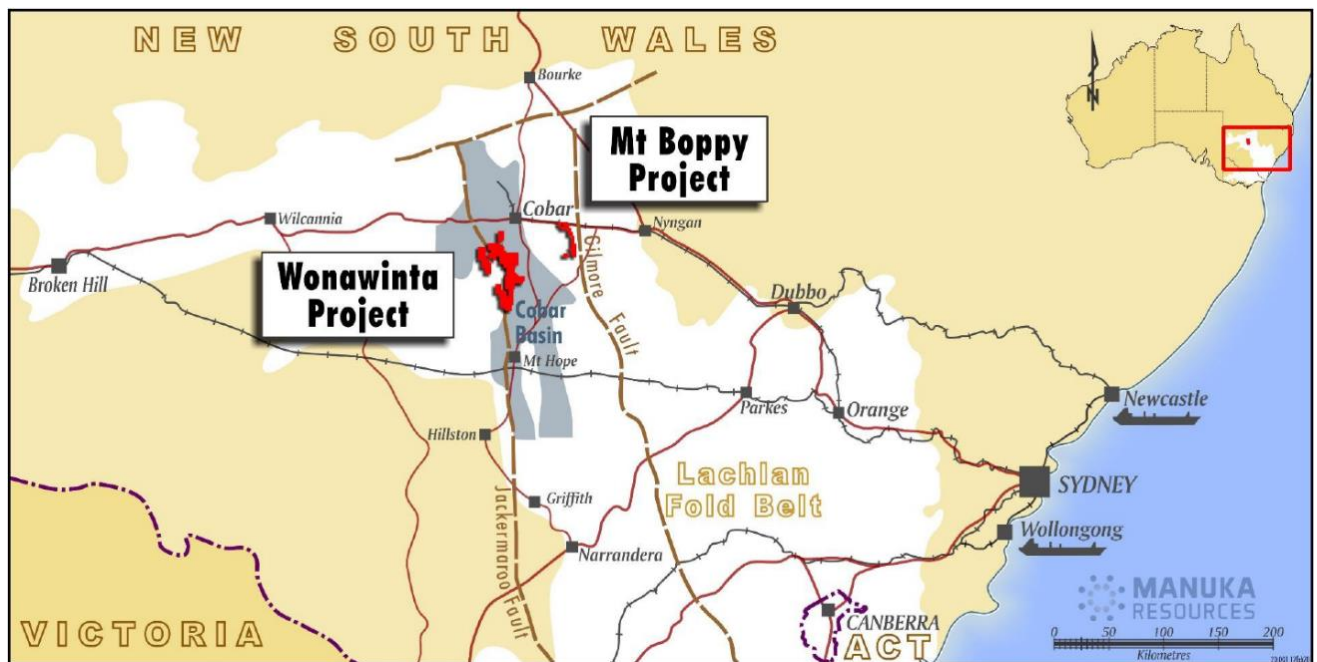 NEW SOUTH WALES
Bourke
N
Mt Boppy
Project
Wilcannia
Cobar
Nyngan
Gilmore Fault
Broken Hill
Wonawinta
Project
Cobar
Basin
Dubbo
Mt Hope
Parkes
Orange
Newcastle
Hillston
Lachlan
Fold Belt
SYDNEY
Griffith
Jackermaroo Fault
Wollongong
Narrandera
MANUKA
RESOURCES
CANBERRA
VICTORIA
ACT
0 50 100 150 200
Kilometres